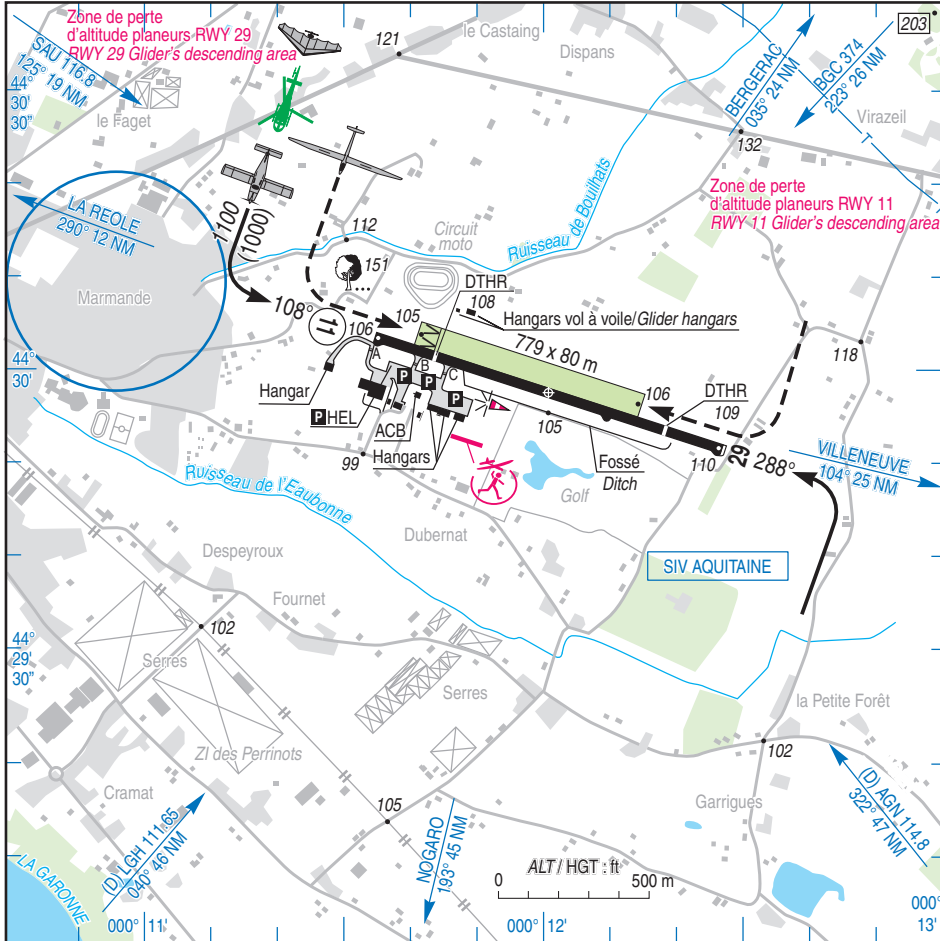 Zone de perte
d'altitude planeurs RWY 29
RWY 29 Glider's descending area
SAU 116.8
125° 19 NM
44°
30'
30"
le Faget
121
le Castaing
Dispans
BERGERAC
035° 24 NM
BGC 374
223° 26 NM
203
Virazeil
132
Zone de perte
d'altitude planeurs RWY 11
RWY 11 Glider's descending area
LA REOLE
290° 12 NM
Marmande
1100
(1000)
112
Circuit
moto
Ruisseau de Bouilhats
151
108°
11
DTHR
108
Hangars vol à voile/Glider hangars
105
106
779 x 80 m
118
44°
30'
A
B
C
P
P
P
Hangar
P HEL
ACB
Hangars
99
105
106
DTHR
109
110
29
288°
Fossé
Ditch
Golf
VILLENEUVE
104° 25 NM
Ruisseau de l'Eaubonne
Dubernat
Despeyroux
SIV AQUITAINE
Fournet
102
44°
29'
30"
Serres
Serres
la Petite Forêt
ZI des Perrinots
102
Cramat
105
Garrigues
(D) LGH 111.65
040° 46 NM
NOGARO
193° 45 NM
(D) AGN 114.8
322° 47 NM
LA GARONNE
ALT / HGT : ft
0 500 m
000° 11'
000° 12'
000°
13'